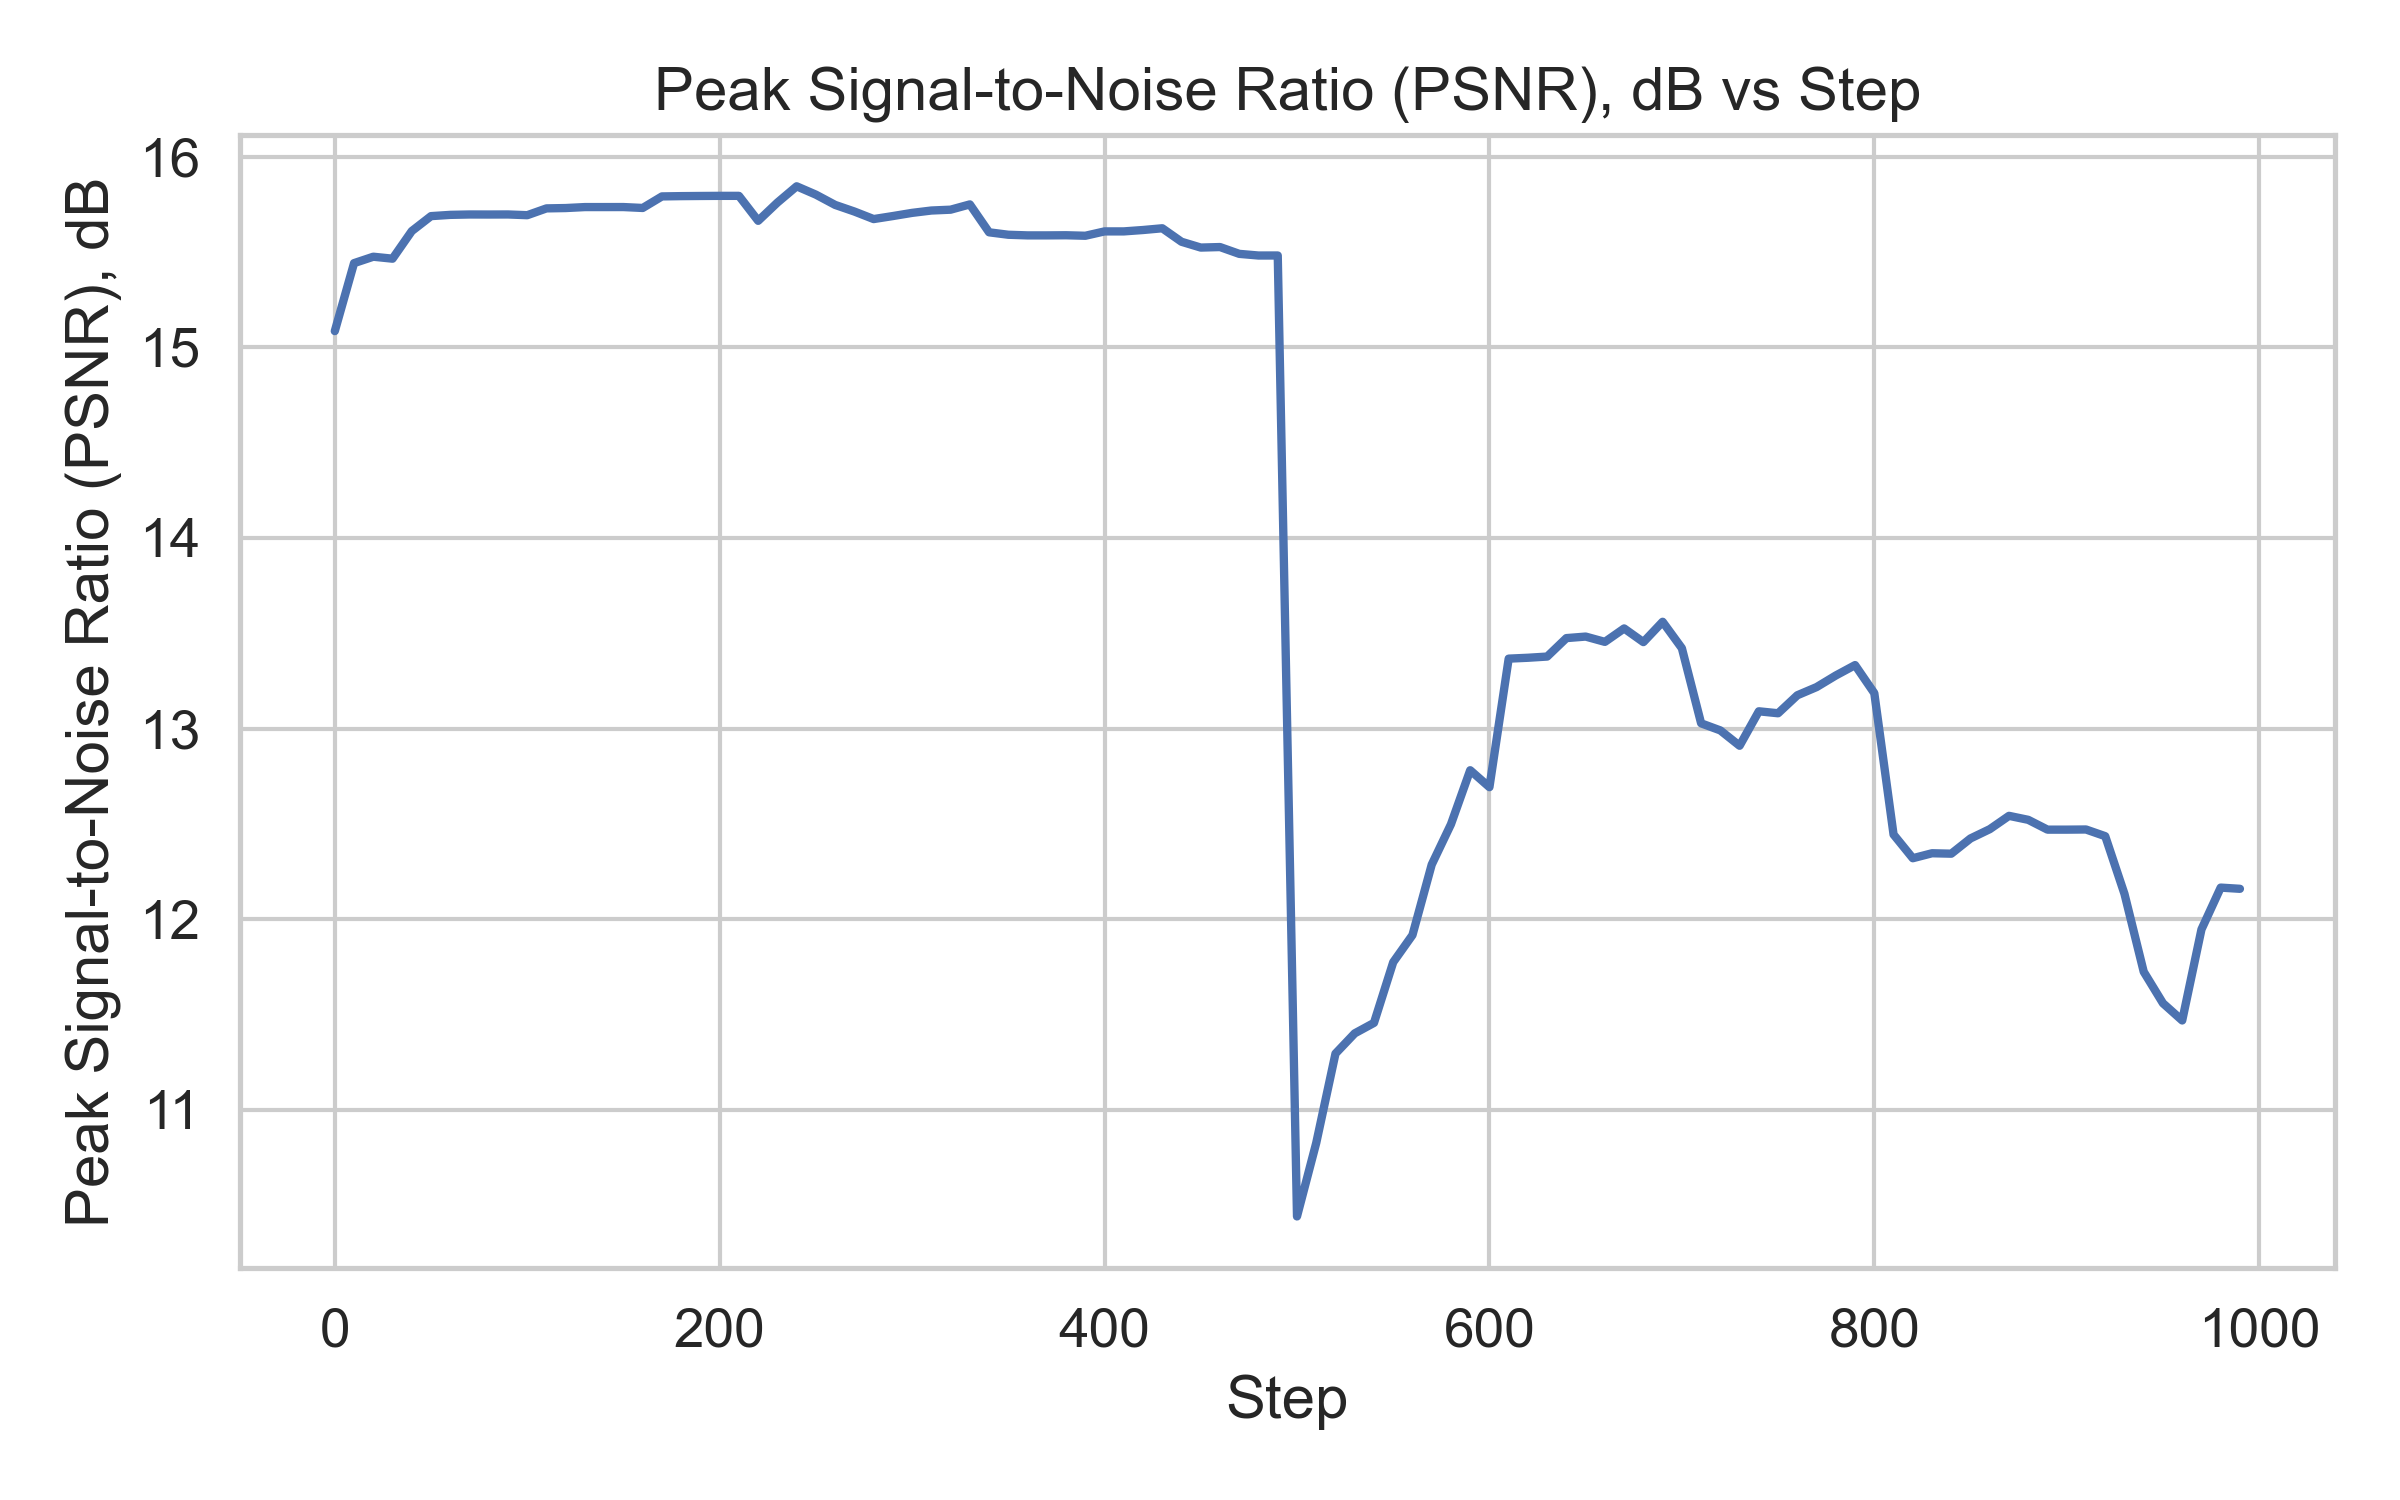 Peak Signal-to-Noise Ratio (PSNR), dB vs Step
Peak Signal-to-Noise Ratio (PSNR), dB
16
15
14
13
12
11
0 200 400 600 800 1000
Step